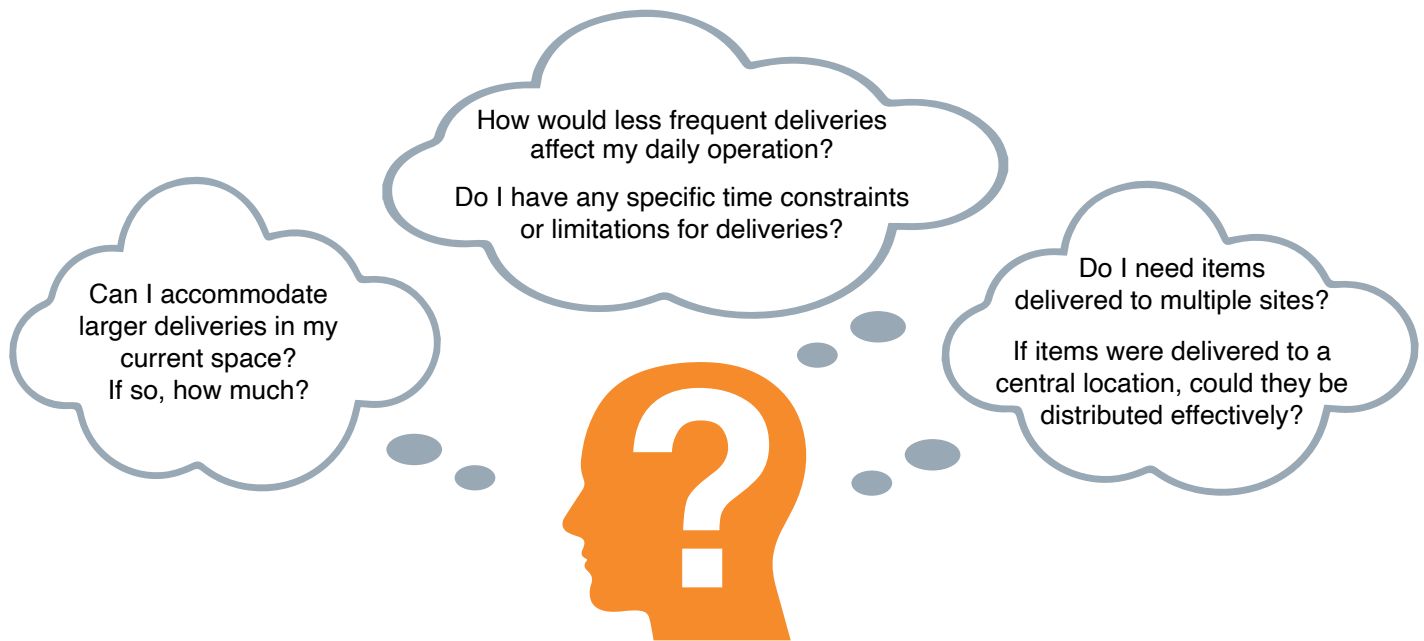 Can I accommodate
larger deliveries in my
current space?
If so, how much?
How would less frequent deliveries
affect my daily operation?
Do I have any specific time constraints
or limitations for deliveries?
Do I need items
delivered to multiple sites?
If items were delivered to a
central location, could they be
distributed effectively?
?